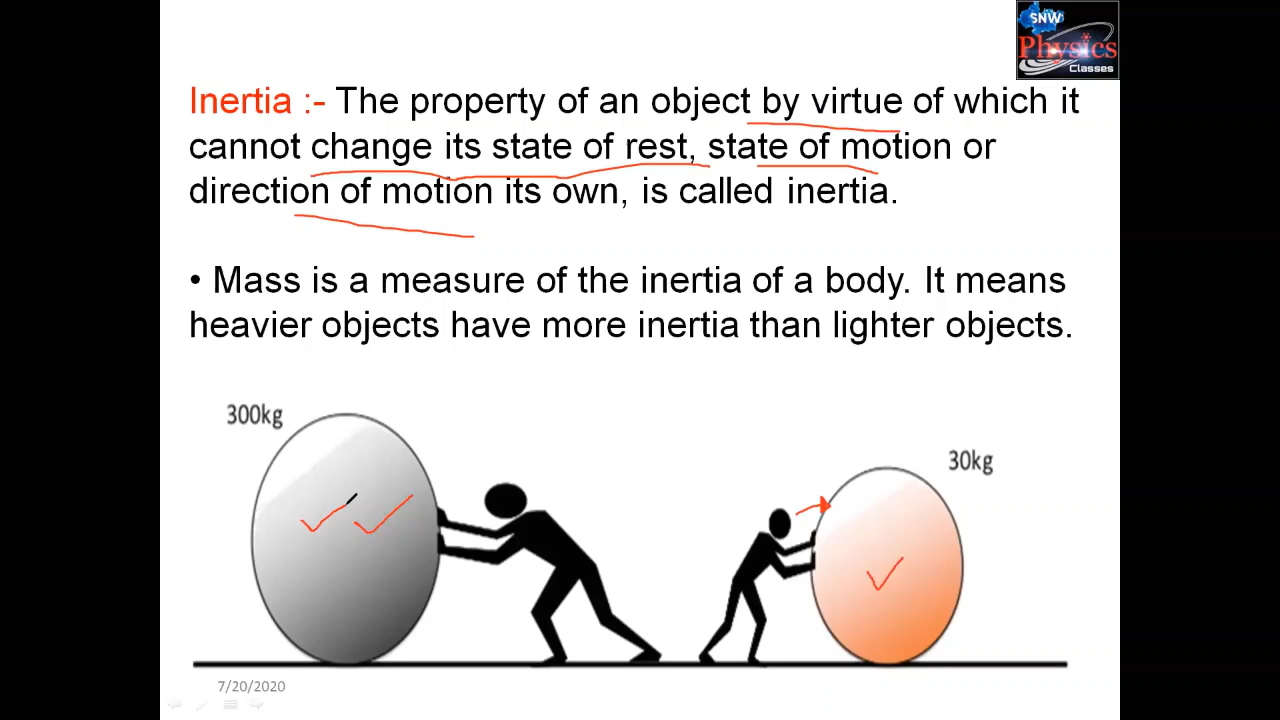 SNW
Physics
Classes
Inertia :- The property of an object by virtue of which it
cannot change its state of rest, state of motion or
direction of motion its own, is called inertia.
• Mass is a measure of the inertia of a body. It means
heavier objects have more inertia than lighter objects.
300kg
30kg
7/20/2020